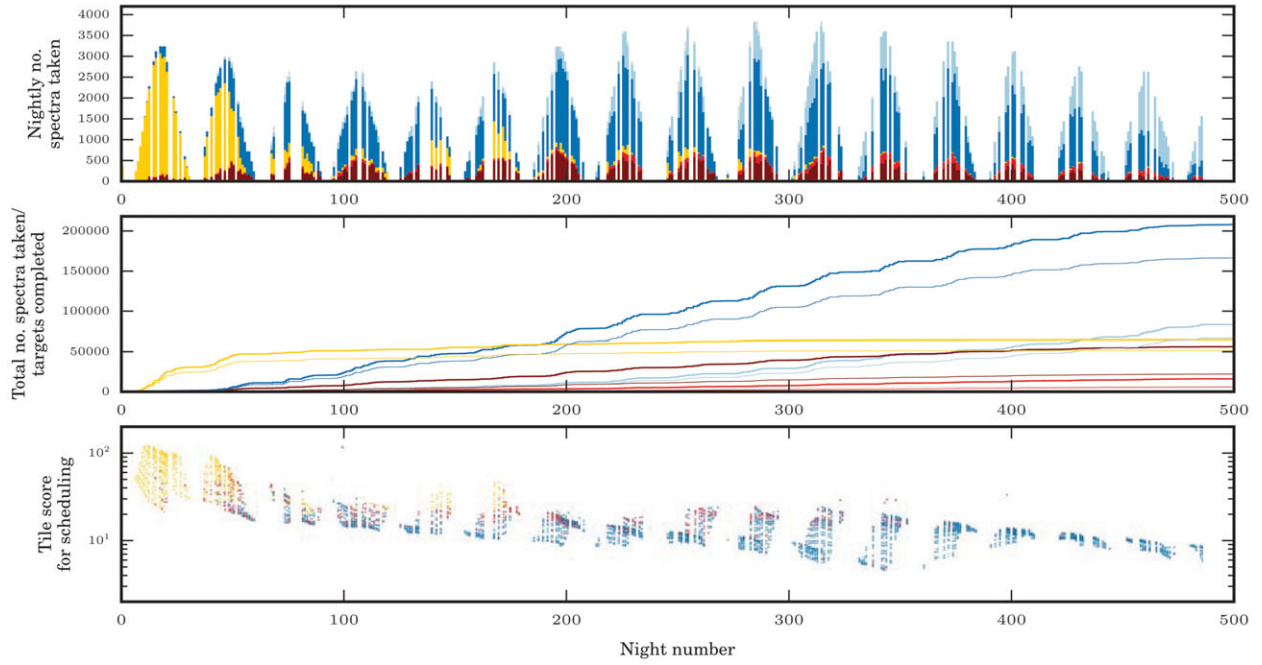 Nightly no.
spectra taken
4000
3500
3000
2500
2000
1500
1000
500
0
0 100 200 300 400 500
Total no. spectra taken/
targets completed
200000
150000
100000
50000
0
0 100 200 300 400 500
Tile score
for scheduling
10²
10¹
0 100 200 300 400 500
Night number